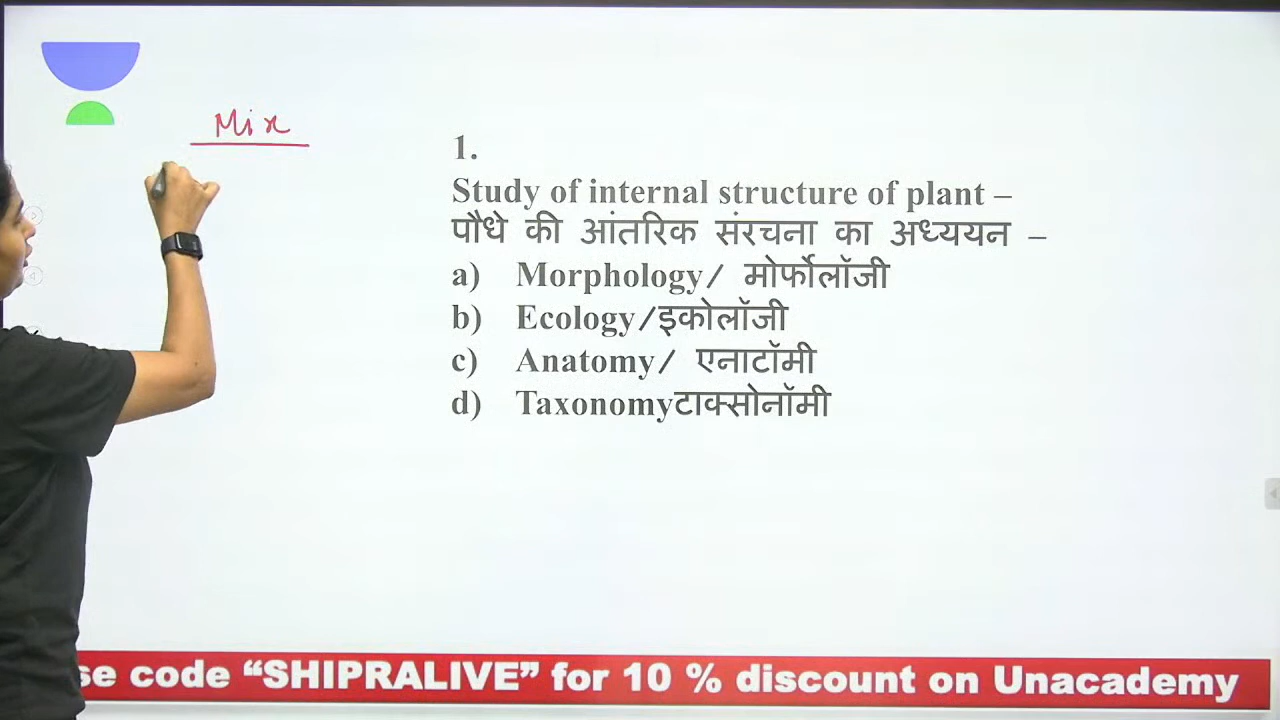 Mix
1.
Study of internal structure of plant –
पौधे की आंतरिक संरचना का अध्ययन –
a) Morphology/ मोर्फोलॉजी
b) Ecology/इकोलॉजी
c) Anatomy/ एनाटॉमी
d) Taxonomyटाक्सोनॉमी
se code “SHIPRALIVE” for 10 % discount on Unacademy